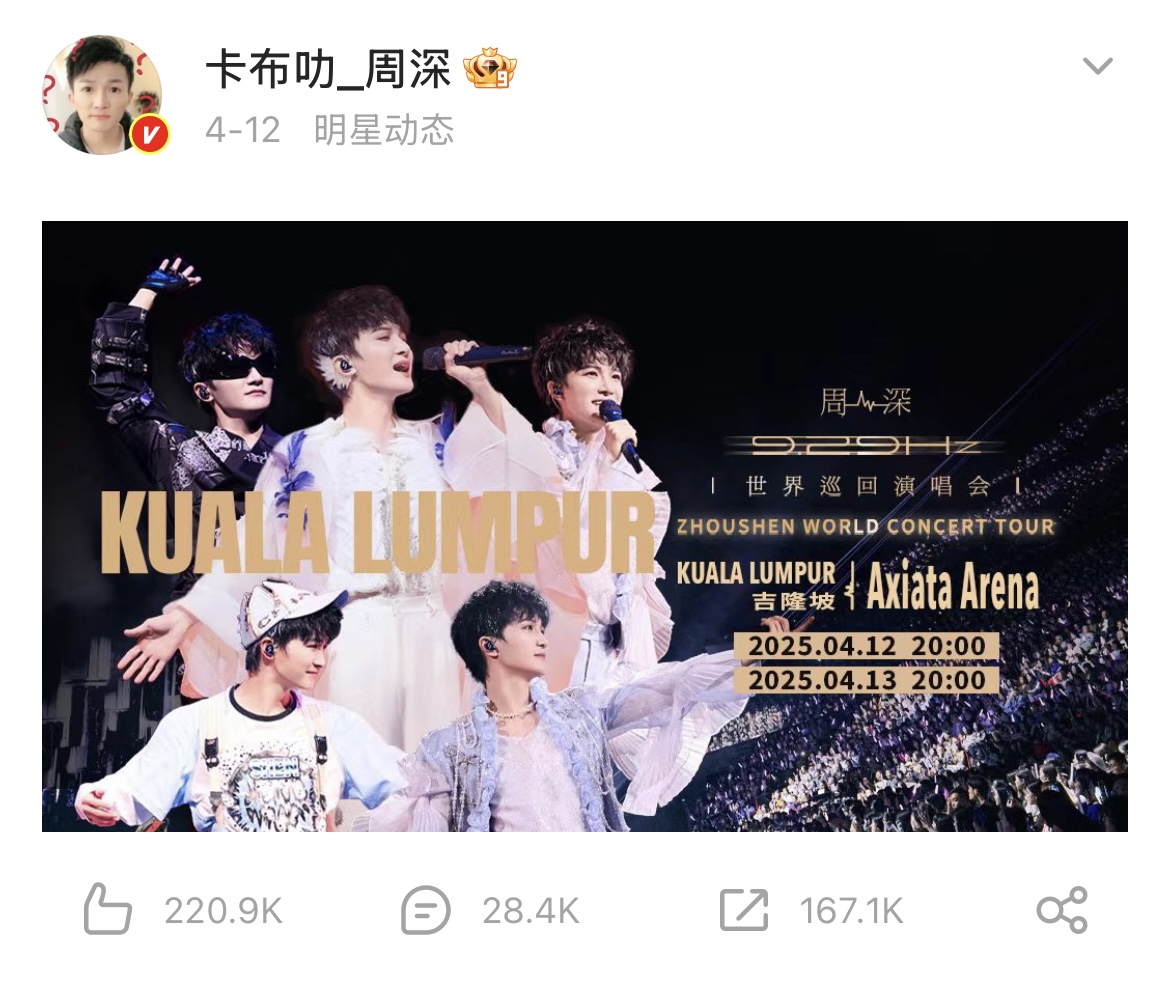 卡布叻_周深
4-12 明星动态
周深
9.29Hz
世界巡回演唱会
ZHOUSHEN WORLD CONCERT TOUR
KUALA LUMPUR
KUALA LUMPUR
吉隆坡
Axiata Arena
2025.04.12 20:00
2025.04.13 20:00
SHEN
220.9K 28.4K 167.1K